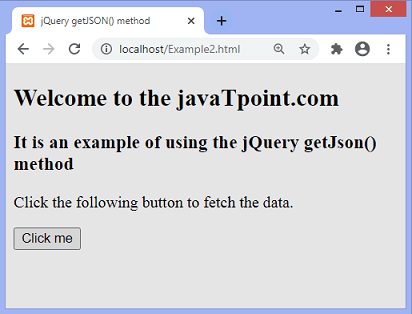 jQuery getJSON() method
localhost/Example2.html
Welcome to the javaTpoint.com
It is an example of using the jQuery getJson()
method
Click the following button to fetch the data.
Click me